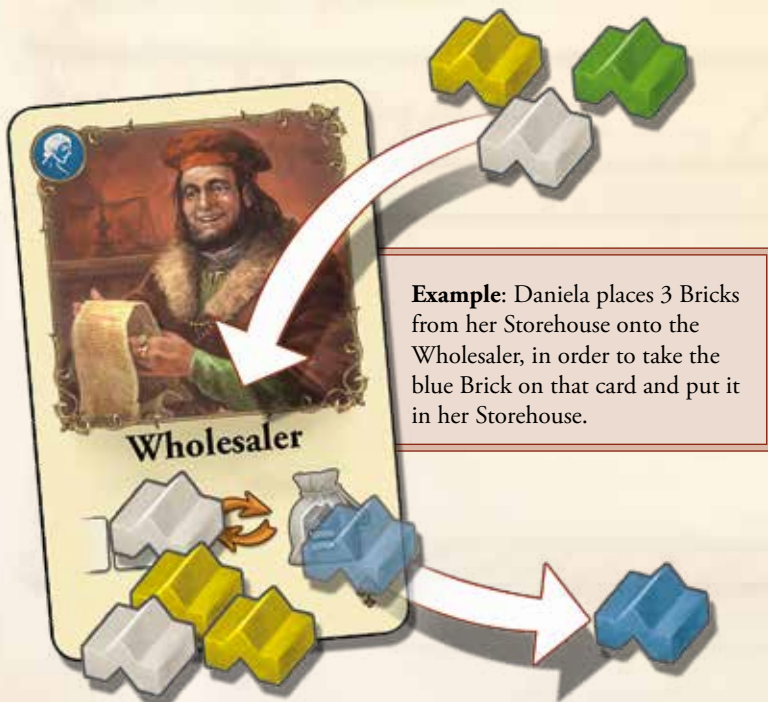 Example: Daniela places 3 Bricks
from her Storehouse onto the
Wholesaler, in order to take the
blue Brick on that card and put it
in her Storehouse.
Wholesaler